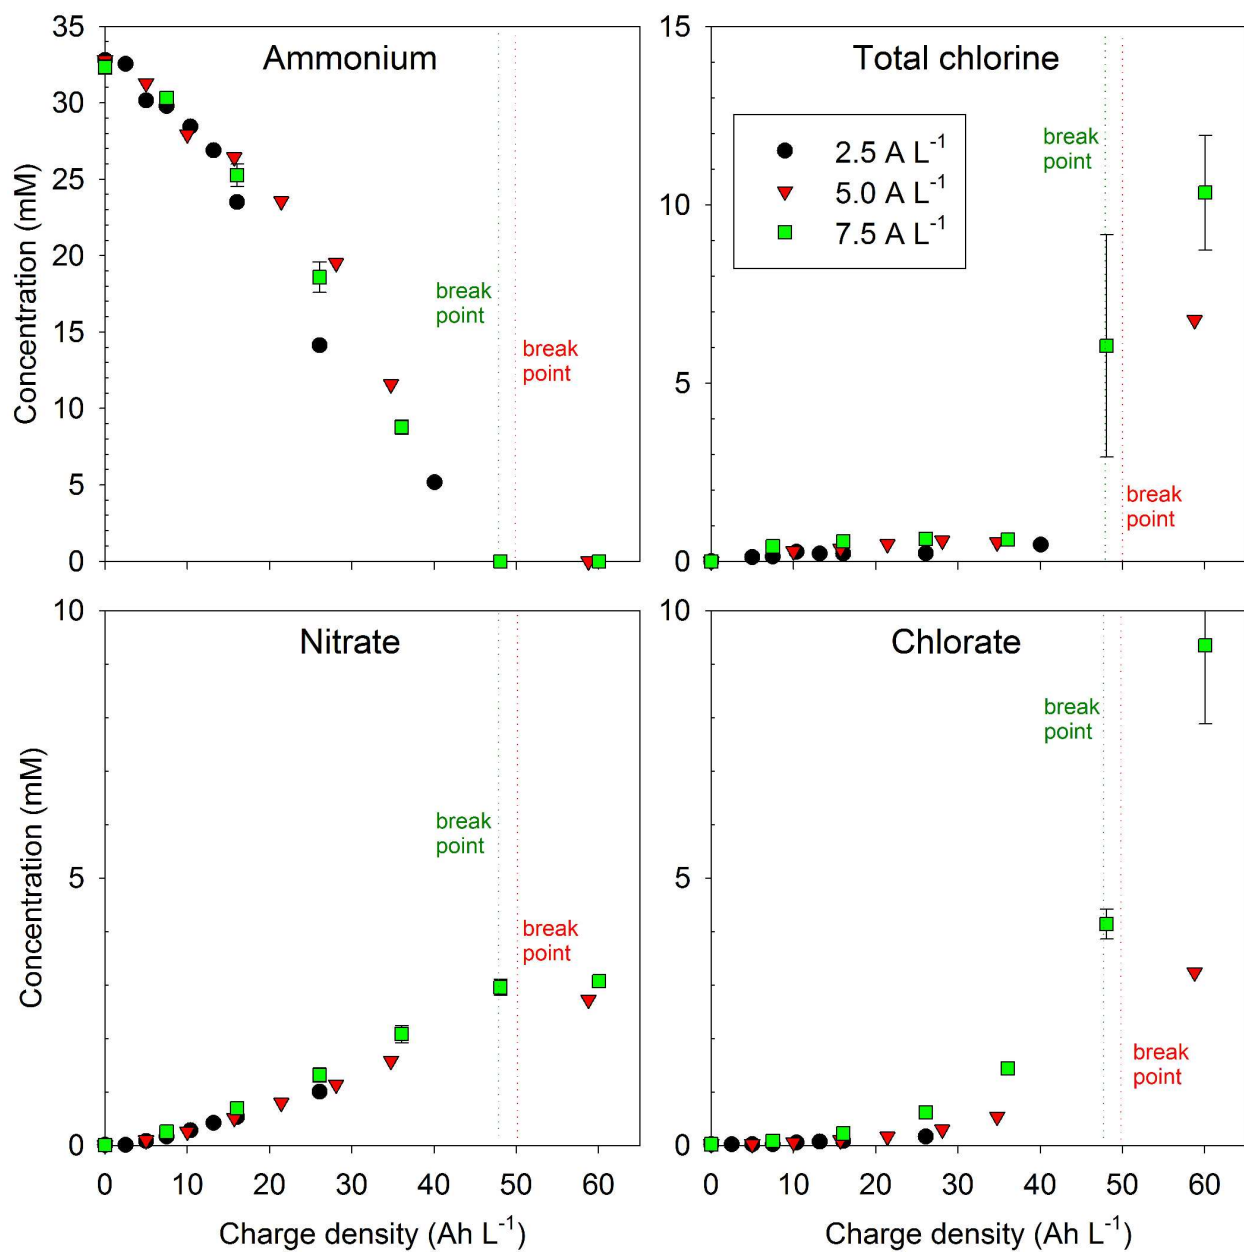 Ammonium
35
30
25
20
15
10
5
0
Concentration (mM)
break
point
break
point
Total chlorine
15
10
5
0
2.5 A L⁻¹
5.0 A L⁻¹
7.5 A L⁻¹
break
point
break
point
Nitrate
10
5
0
Concentration (mM)
break
point
break
point
0 10 20 30 40 50 60
Charge density (Ah L⁻¹)
Chlorate
10
5
0
break
point
break
point
0 10 20 30 40 50 60
Charge density (Ah L⁻¹)